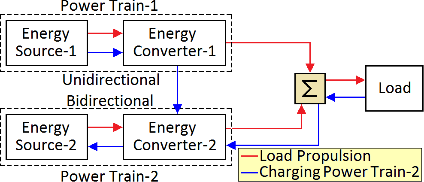 Power Train-1
Energy
Source-1
Energy
Converter-1
Unidirectional
Bidirectional
Energy
Source-2
Energy
Converter-2
Power Train-2
Σ
Load
Load Propulsion
Charging Power Train-2